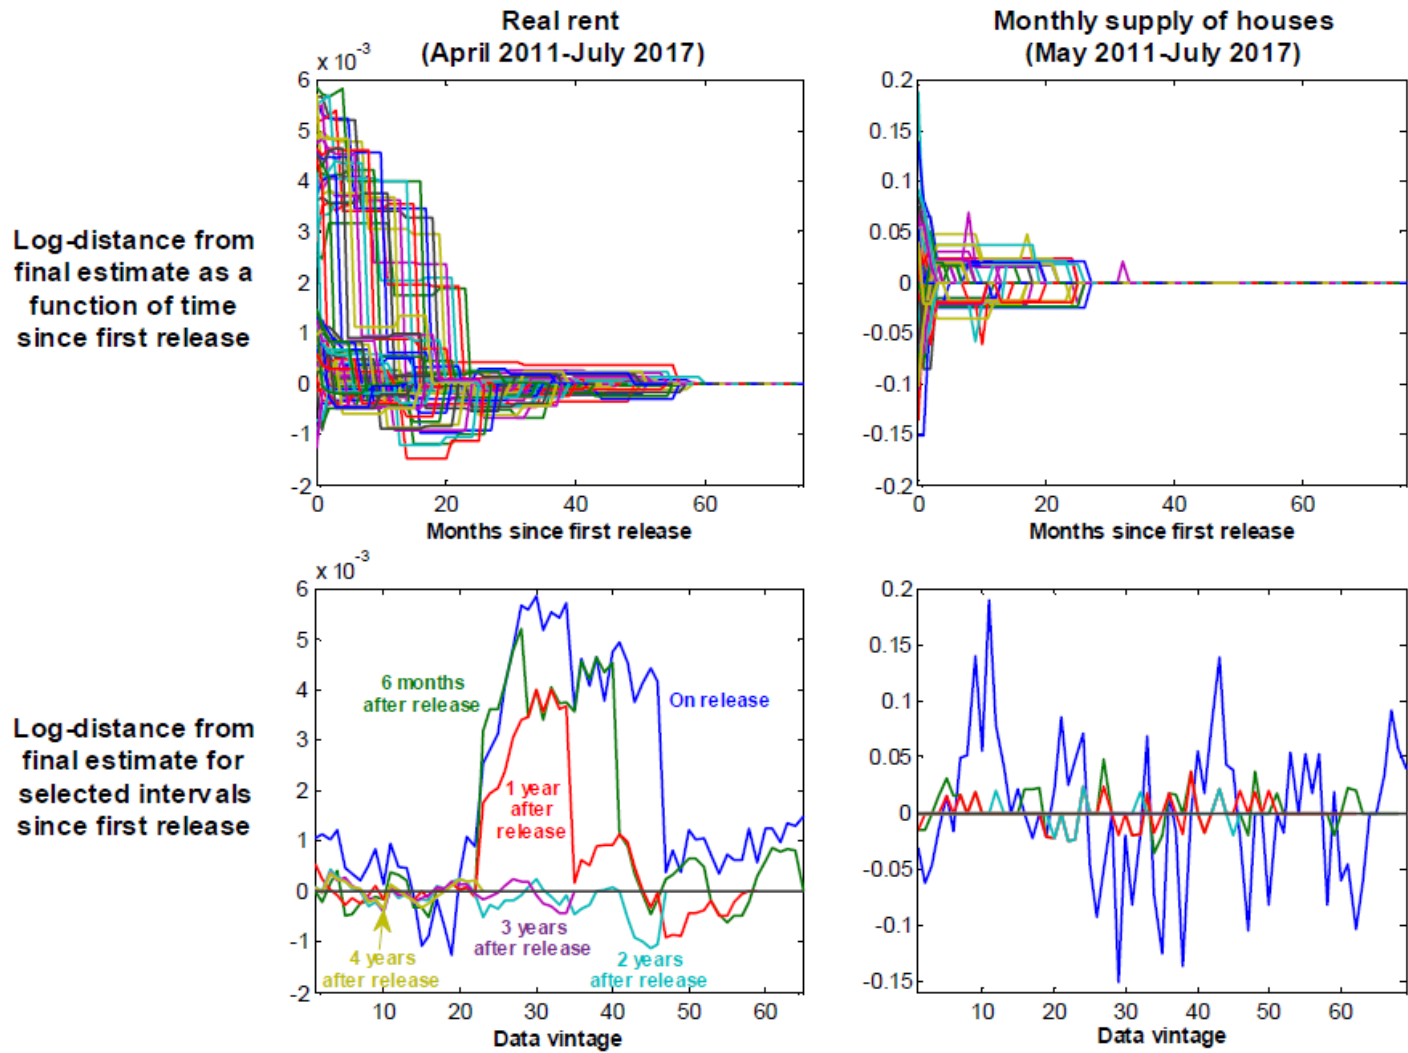 Real rent
(April 2011-July 2017)
Monthly supply of houses
(May 2011-July 2017)
Log-distance from
final estimate as a
function of time
since first release
x 10-3
6
5
4
3
2
1
0
-1
-2
0
20
40
60
Months since first release
0.2
0.15
0.1
0.05
0
-0.05
-0.1
-0.15
-0.2
0
20
40
60
Months since first release
Log-distance from
final estimate for
selected intervals
since first release
x 10-3
6
5
4
3
2
1
0
-1
-2
6 months
after release
On release
1 year
after
release
3 years
after release
4 years
after release
2 years
after release
10
20
30
40
50
60
Data vintage
0.2
0.15
0.1
0.05
0
-0.05
-0.1
-0.15
10
20
30
40
50
60
Data vintage